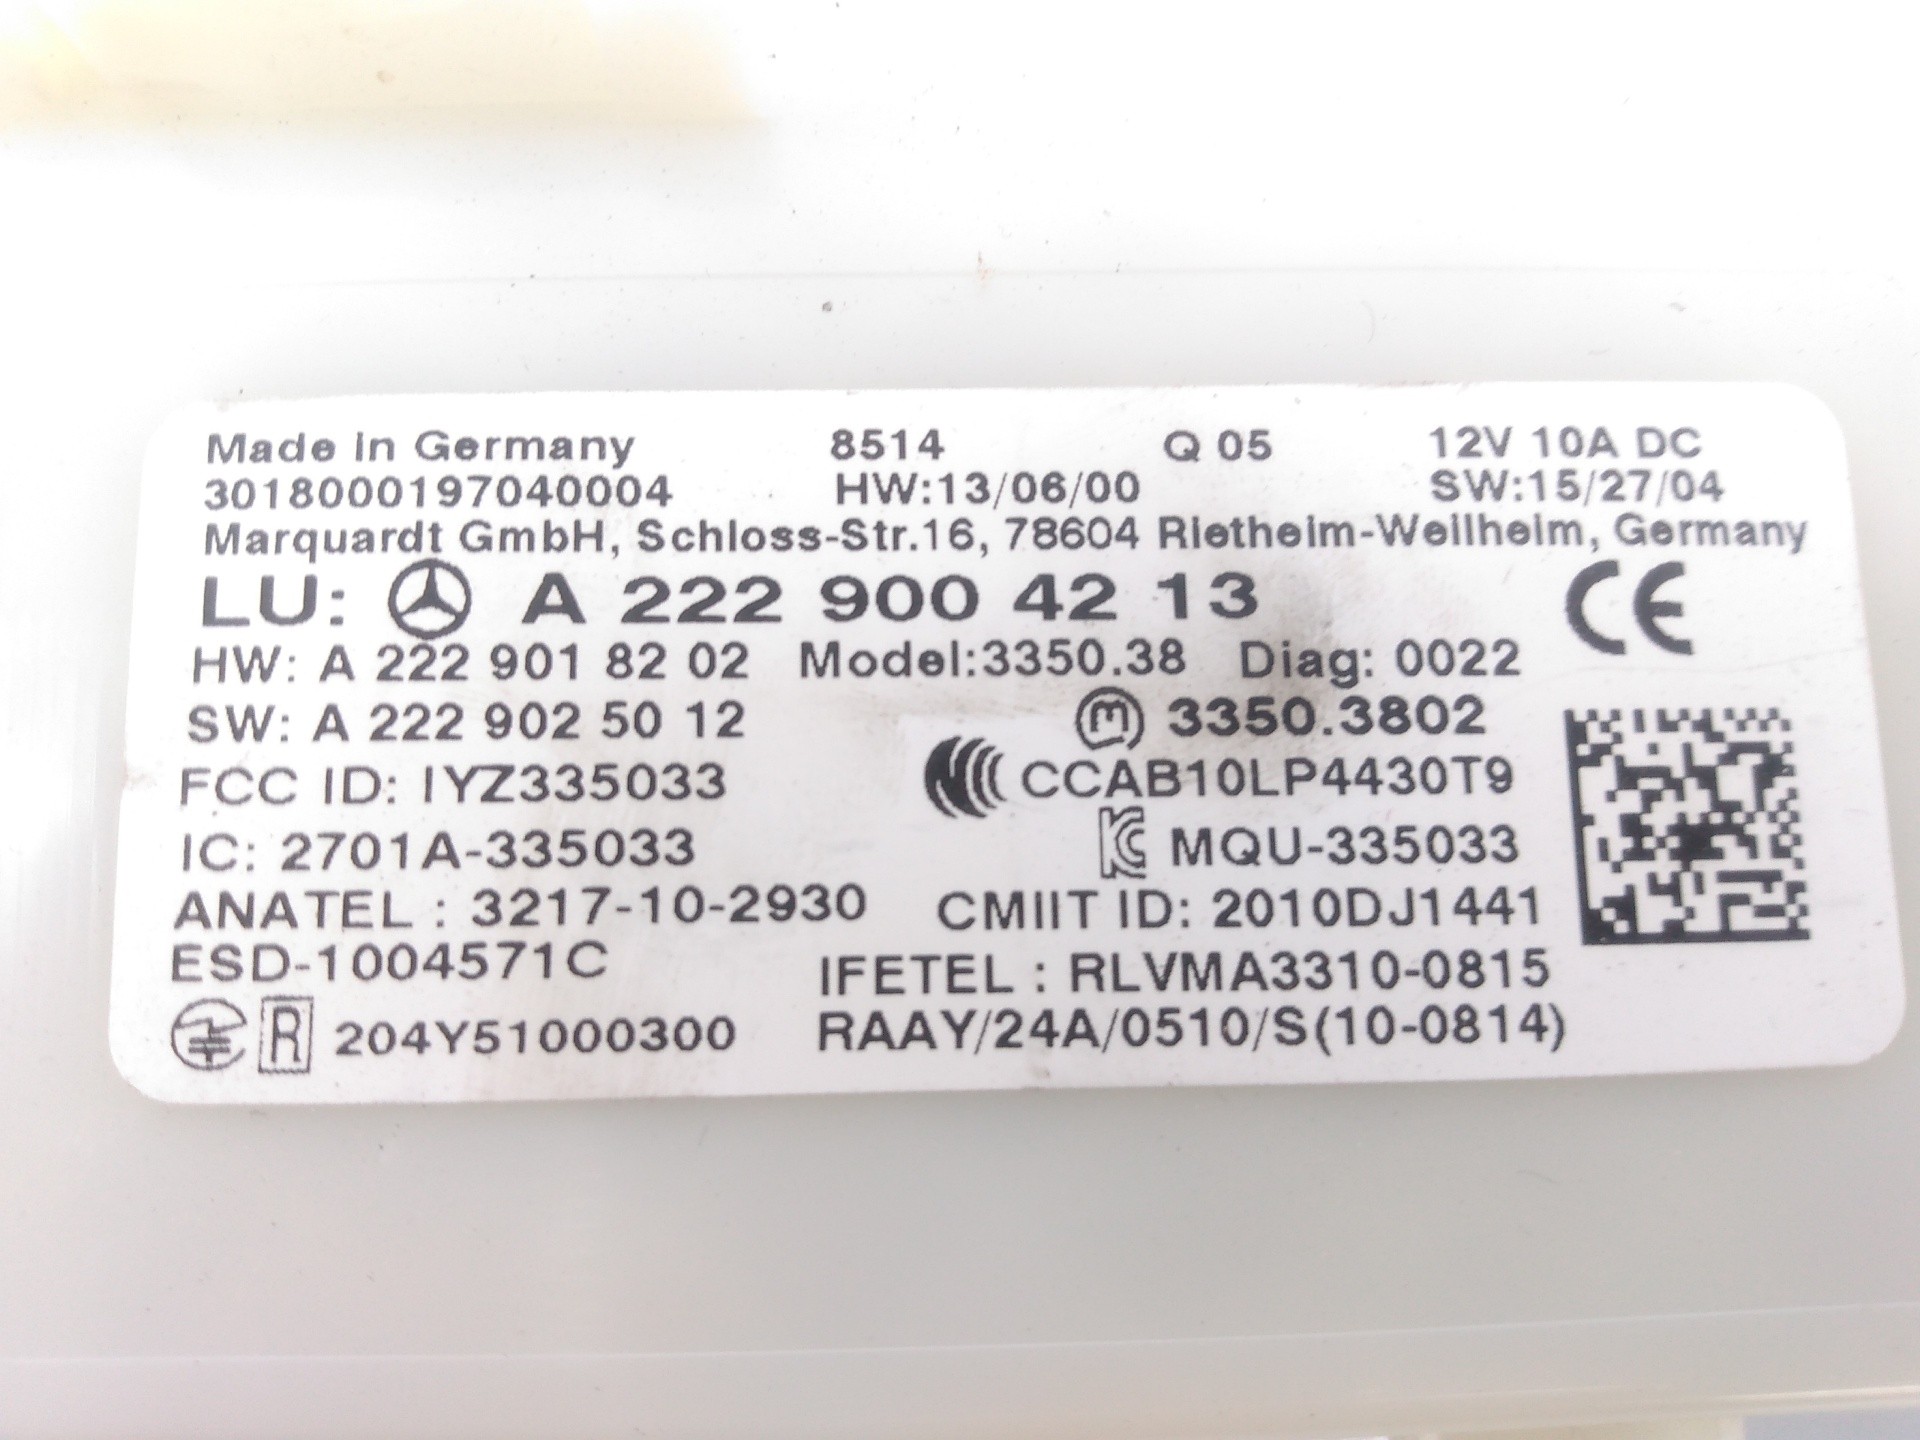 Made in Germany 8514 Q 05 12V 10A DC
3018000197040004 HW:13/06/00 SW:15/27/04
Marquardt GmbH, Schloss-Str.16, 78604 Rietheim-Weilheim, Germany
LU: A 222 900 42 13 CE
HW: A 222 901 82 02 Model:3350.38 Diag: 0022
SW: A 222 902 50 12 m 3350.3802
FCC ID: IYZ335033 CCAB10LP4430T9
IC: 2701A-335033 KC MQU-335033
ANATEL : 3217-10-2930 CMIIT ID: 2010DJ1441
ESD-1004571C IFETEL : RLVMA3310-0815
R 204Y51000300 RAAY/24A/0510/S(10-0814)